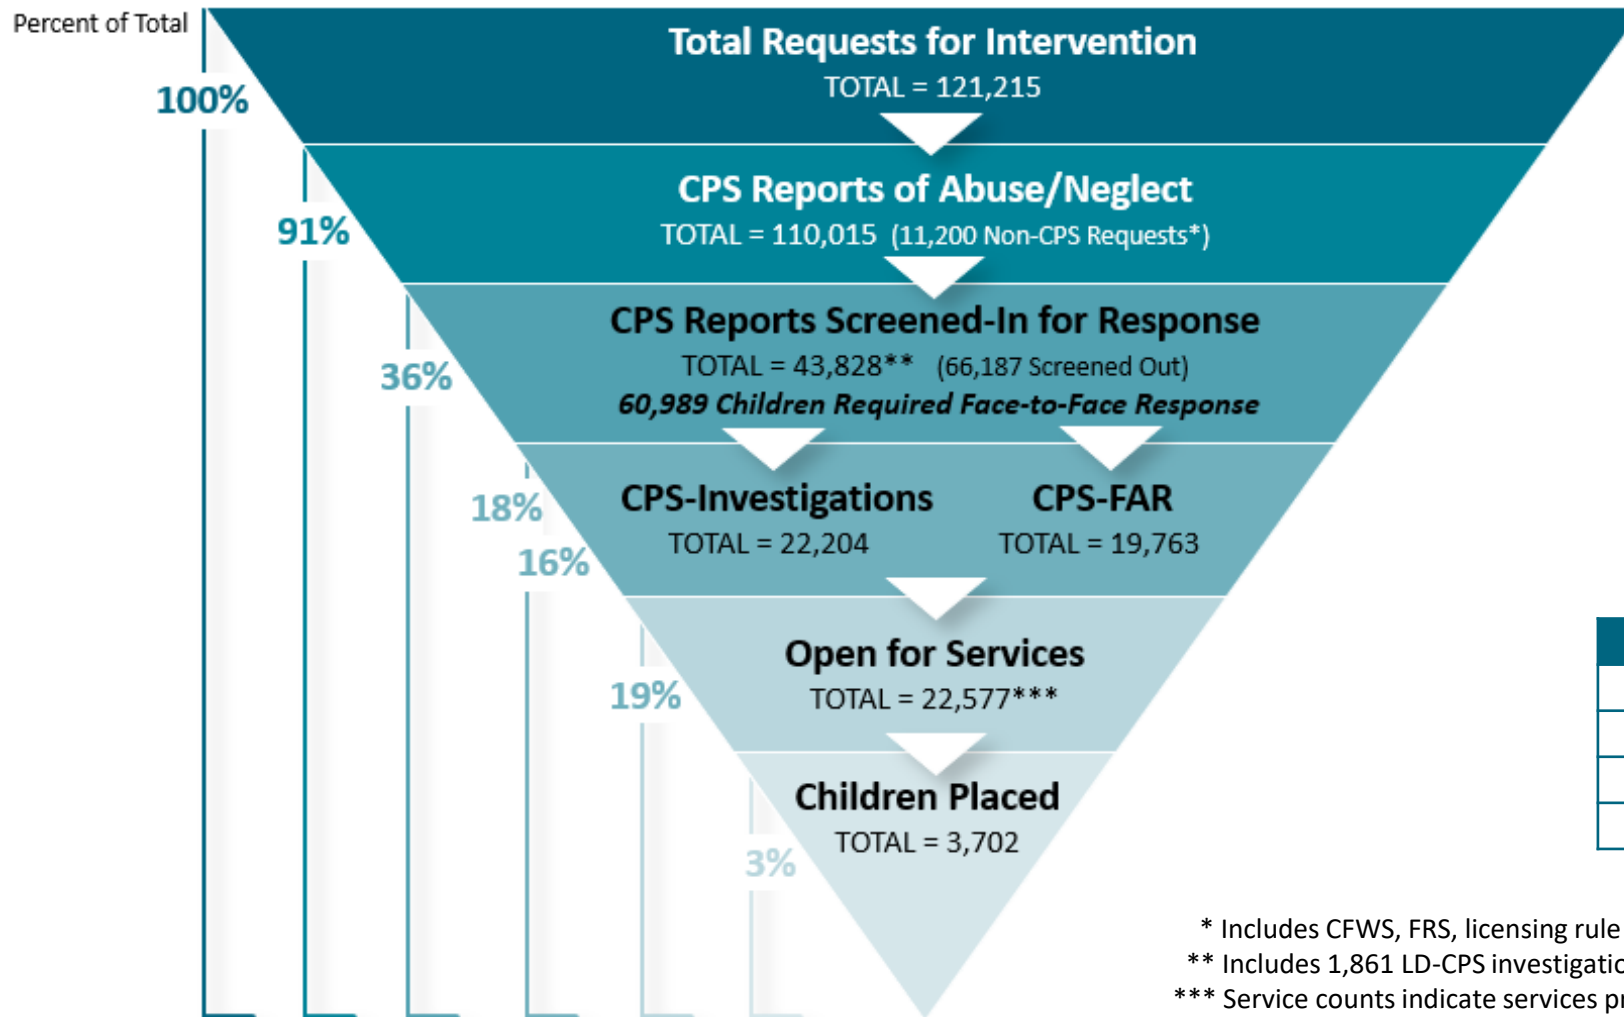 Percent of Total
Total Requests for Intervention
TOTAL = 121,215
100%
CPS Reports of Abuse/Neglect
TOTAL = 110,015 (11,200 Non-CPS Requests*)
91%
CPS Reports Screened-In for Response
TOTAL = 43,828** (66,187 Screened Out)
60,989 Children Required Face-to-Face Response
36%
CPS-Investigations CPS-FAR
TOTAL = 22,204 TOTAL = 19,763
18%
16%
Open for Services
TOTAL = 22,577***
19%
Children Placed
TOTAL = 3,702
3%
* Includes CFWS, FRS, licensing rule
** Includes 1,861 LD-CPS
*** Service counts indicate services